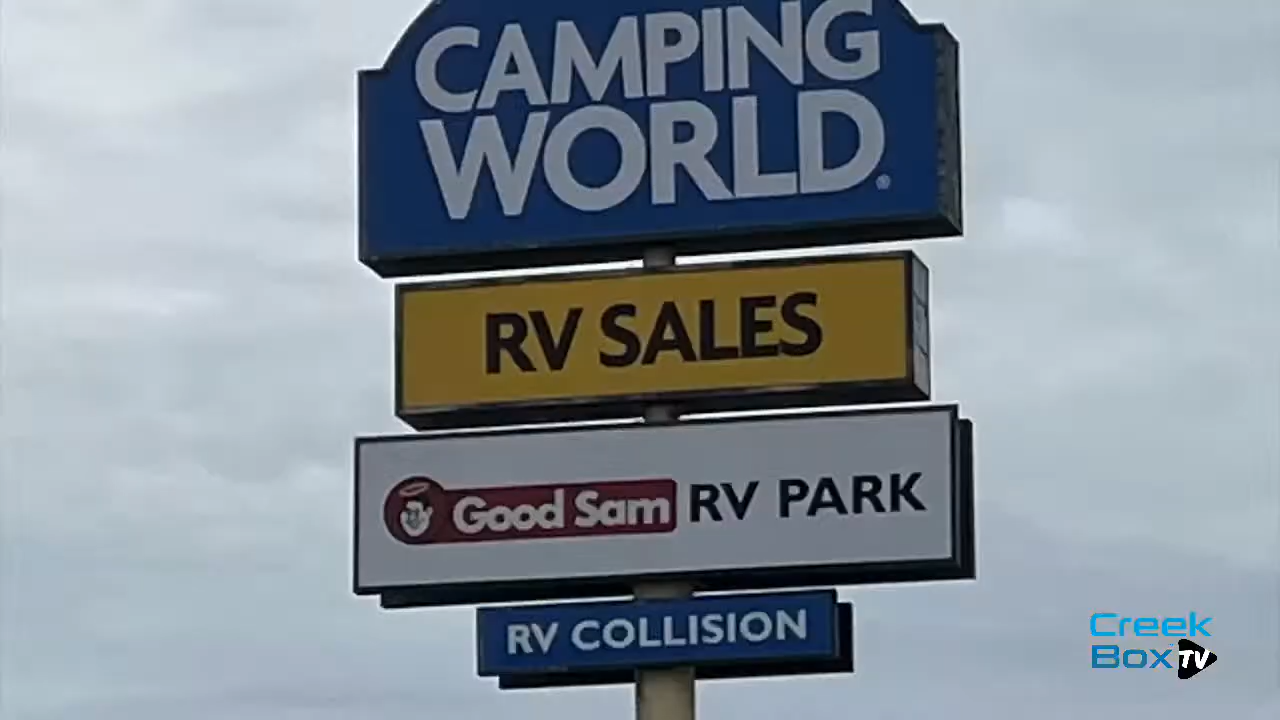 CAMPING
WORLD®
RV SALES
Good Sam RV PARK
RV COLLISION
Creek
Box TV